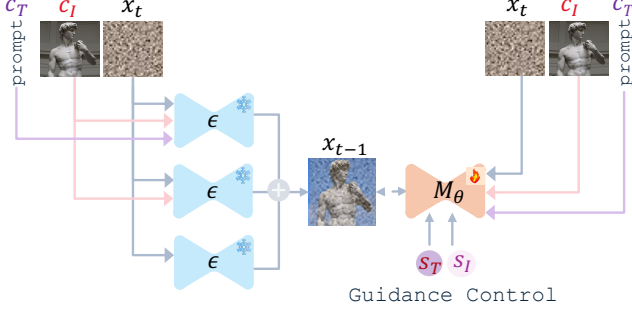 c_T c_I x_t
prompt
ϵ
ϵ
ϵ
+
x_{t-1}
x_t c_I c_T
prompt
M_θ
s_T s_I
Guidance Control